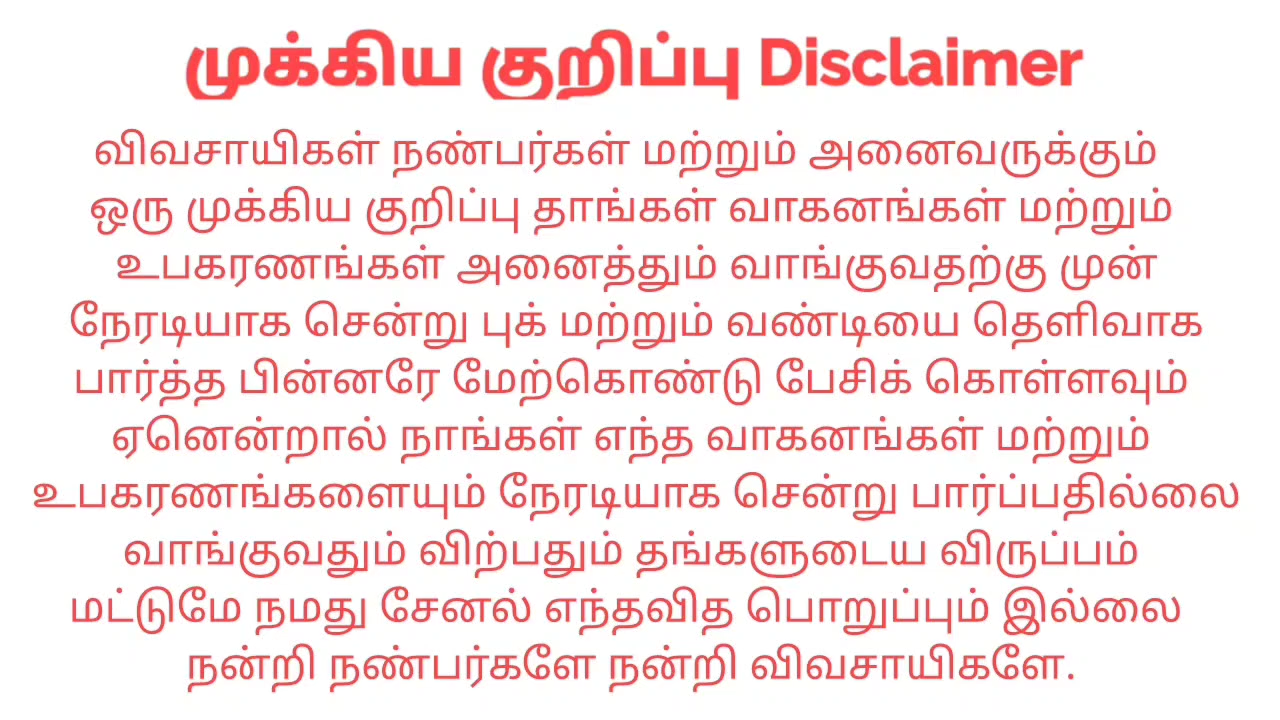 முக்கிய குறிப்பு Disclaimer
விவசாயிகள் நண்பர்கள் மற்றும் அனைவருக்கும்
ஒரு முக்கிய குறிப்பு தாங்கள் வாகனங்கள் மற்றும்
உபகரணங்கள் அனைத்தும் வாங்குவதற்கு முன்
நேரடியாக சென்று புக் மற்றும் வண்டியை தெளிவாக
பார்த்த பின்னரே மேற்கொண்டு பேசிக் கொள்ளவும்
ஏனென்றால் நாங்கள் எந்த வாகனங்கள் மற்றும்
உபகரணங்களையும் நேரடியாக சென்று பார்ப்பதில்லை
வாங்குவதும் விற்பதும் தங்களுடைய விருப்பம்
மட்டுமே நமது சேனல் எந்தவித பொறுப்பும் இல்லை
நன்றி நண்பர்களே நன்றி விவசாயிகளே.